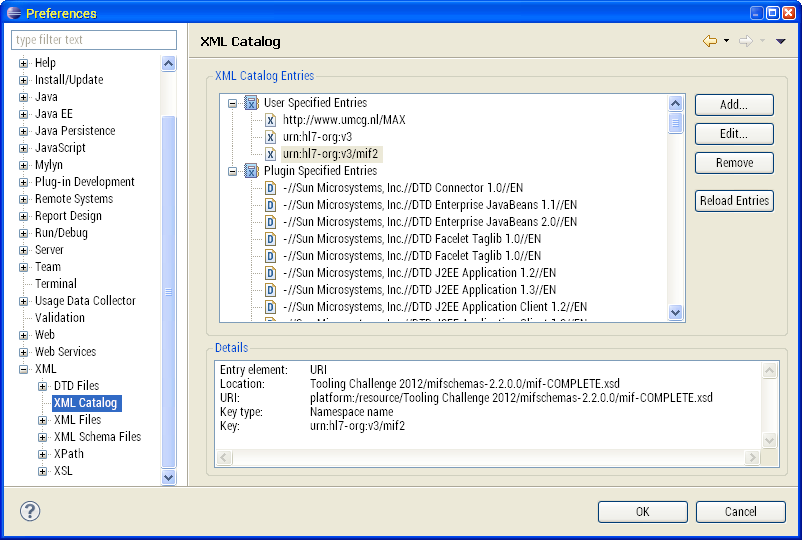 Preferences
type filter text
Help
Install/Update
Java
Java EE
Java Persistence
JavaScript
Mylyn
Plug-in Development
Remote Systems
Report Design
Run/Debug
Server
Team
Terminal
Usage Data Collector
Validation
Web
Web Services
XML
DTD Files
XML Catalog
XML Files
XML Schema Files
XPath
XSL
XML Catalog
XML Catalog Entries
User Specified Entries
http://www.umcg.nl/MAX
urn:hl7-org:v3
urn:hl7-org:v3/mif2
Plugin Specified Entries
-//Sun Microsystems, Inc.//DTD Connector 1.0//EN
-//Sun Microsystems, Inc.//DTD Enterprise JavaBeans 1.1//EN
-//Sun Microsystems, Inc.//DTD Enterprise JavaBeans 2.0//EN
-//Sun Microsystems, Inc.//DTD Facelet Taglib 1.0//EN
-//Sun Microsystems, Inc.//DTD Facelet Taglib 1.0//EN
-//Sun Microsystems, Inc.//DTD J2EE Application 1.2//EN
-//Sun Microsystems, Inc.//DTD J2EE Application 1.3//EN
-//Sun Microsystems, Inc.//DTD J2EE Application Client 1.2//EN
-//Sun Microsystems, Inc.//DTD J2EE Application Client
Add...
Edit...
Remove
Reload Entries
Details
Entry element: URI
Location: Tooling Challenge 2012/mifschemas-2.2.0.0/mif-COMPLETE.xsd
URI: platform:/resource/Tooling Challenge 2012/mifschemas-2.2.0.0/mif-COMPLETE.xsd
Key type: Namespace name
Key: urn:hl7-org:v3/mif2
OK
Cancel